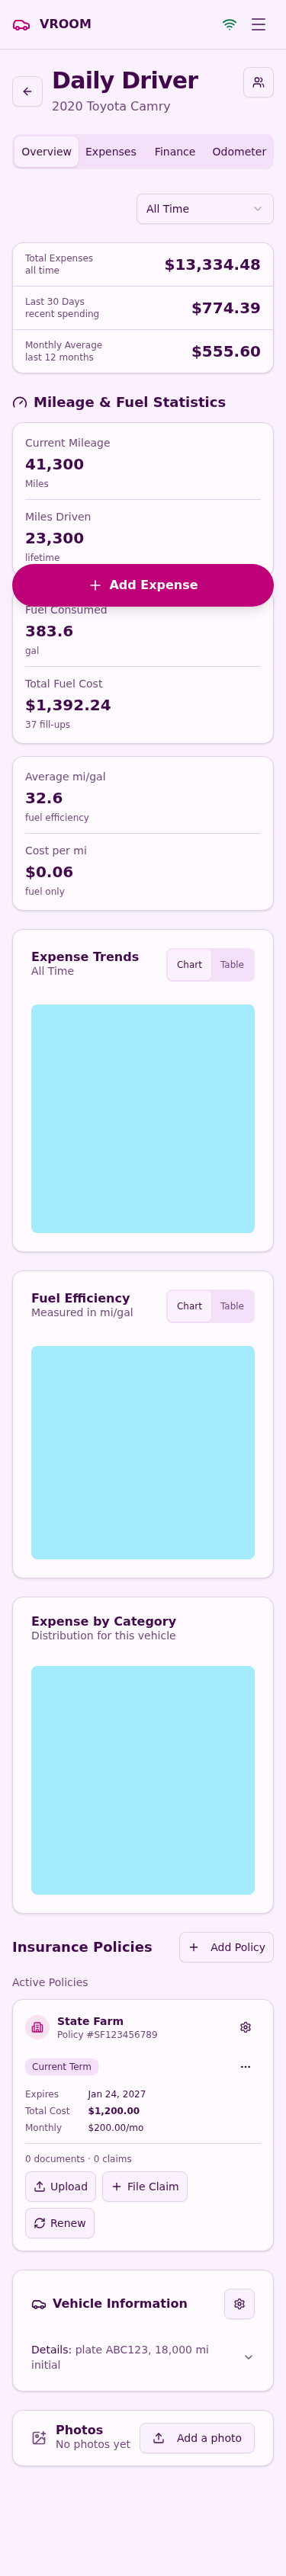 VROOM
Daily Driver
2020 Toyota Camry
Overview Expenses Finance Odometer
All Time
Total Expenses
all time
$13,334.48
Last 30 Days
recent spending
$774.39
Monthly Average
last 12 months
$555.60
Mileage & Fuel Statistics
Current Mileage
41,300
Miles
Miles Driven
23,300
lifetime
Add Expense
Fuel Consumed
383.6
gal
Total Fuel Cost
$1,392.24
37 fill-ups
Average mi/gal
32.6
fuel efficiency
Cost per mi
$0.06
fuel only
Expense Trends
All Time
Chart Table
Fuel Efficiency
Measured in mi/gal
Chart Table
Expense by Category
Distribution for this vehicle
Insurance Policies
Add Policy
Active Policies
State Farm
Policy #SF123456789
Current Term
Expires Jan 24, 2027
Total Cost $1,200.00
Monthly $200.00/mo
0 documents · 0 claims
Upload File Claim
Renew
Vehicle Information
Details: plate ABC123, 18,000 mi
initial
Photos
No photos yet
Add a photo